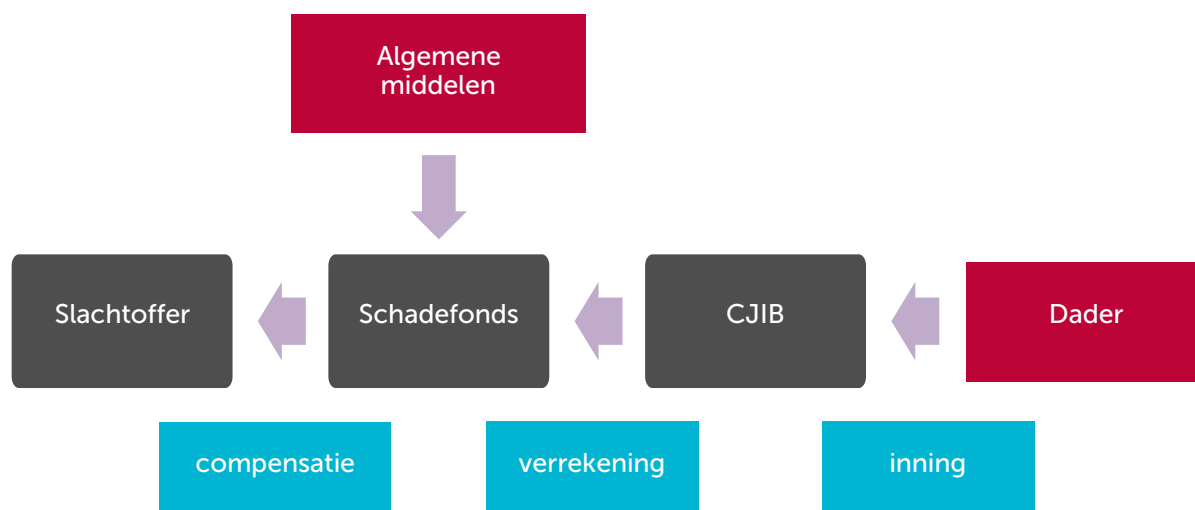 Algemene
middelen
Slachtoffer
Schadefonds
CJIB
Dader
compensatie
verrekening
inning